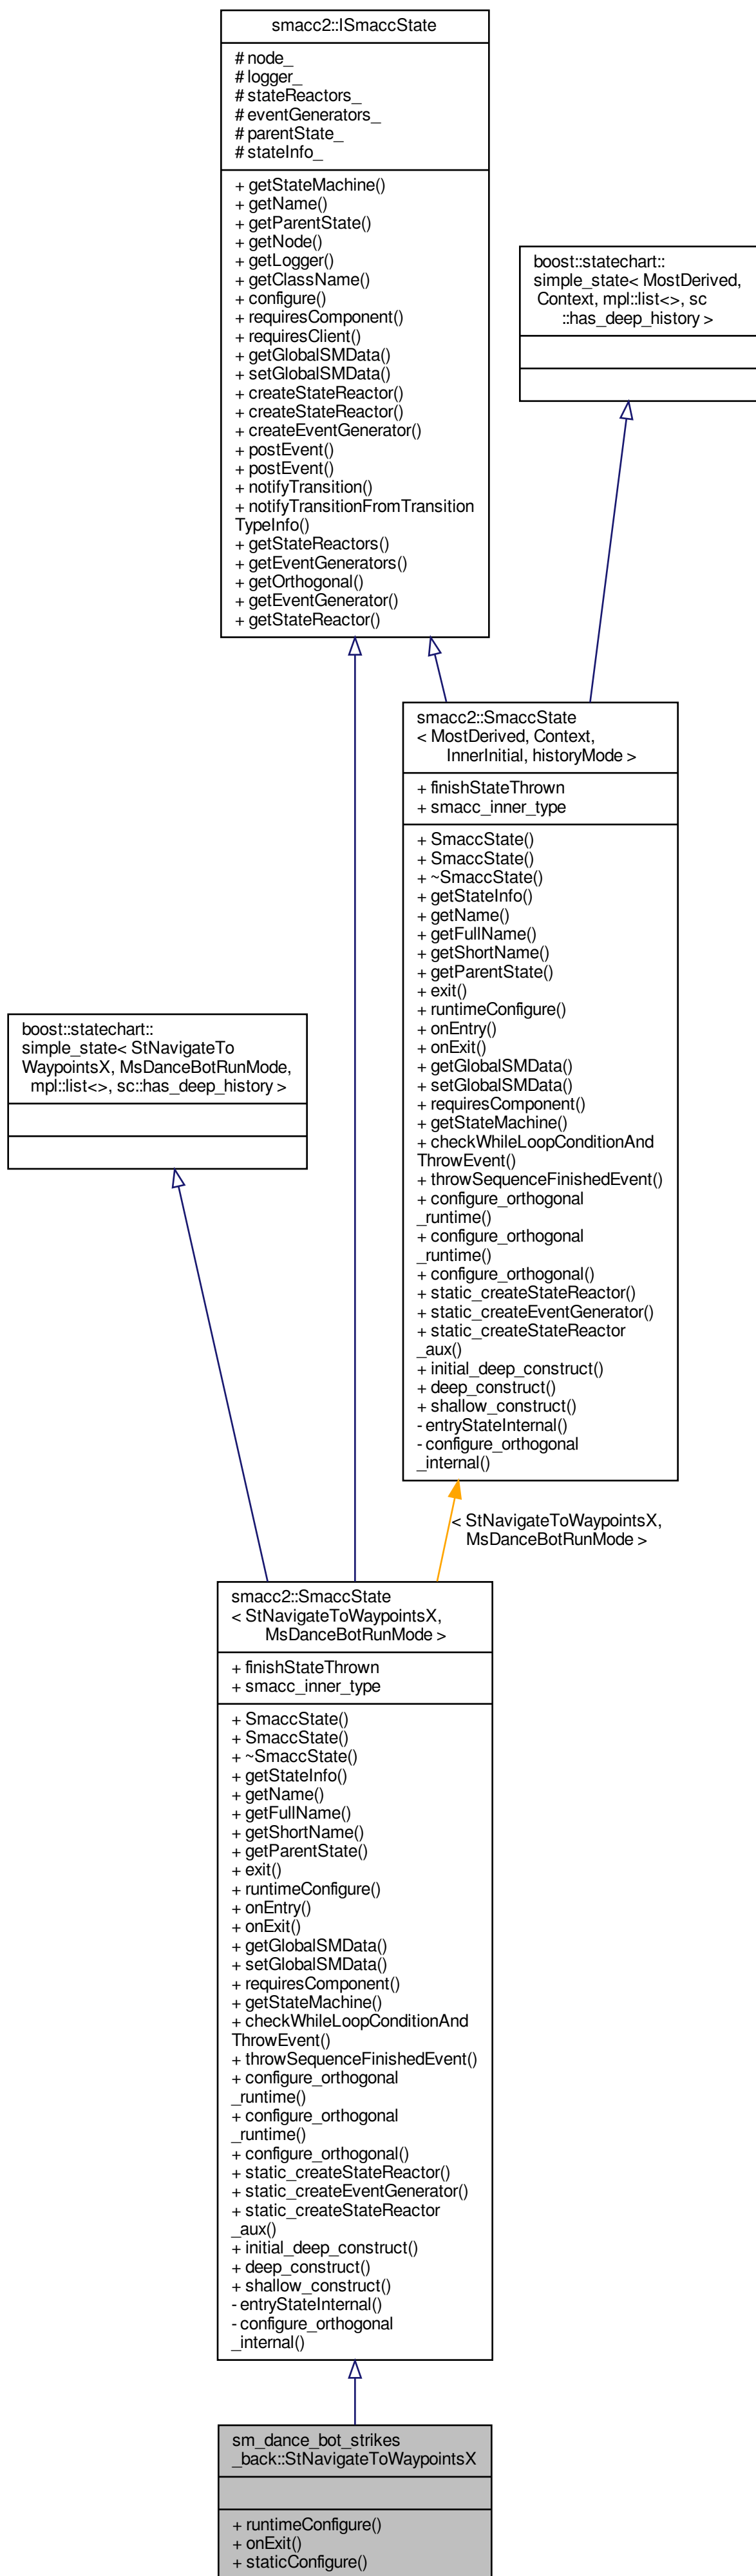 smacc2::ISmaccState
# node_
# logger_
# stateReactors_
# eventGenerators_
# parentState_
# stateInfo_
+ getStateMachine()
+ getName()
+ getParentState()
+ getNode()
+ getLogger()
+ getClassName()
+ configure()
+ requiresComponent()
+ requiresClient()
+ getGlobalSMData()
+ setGlobalSMData()
+ createStateReactor()
+ createStateReactor()
+ createEventGenerator()
+ postEvent()
+ postEvent()
+ notifyTransition()
+ notifyTransitionFromTransition
TypeInfo()
+ getStateReactors()
+ getEventGenerators()
+ getOrthogonal()
+ getEventGenerator()
+ getStateReactor()
boost::statechart::
simple_state< MostDerived,
Context, mpl::list<>, sc
::has_deep_history >
smacc2::SmaccState
< MostDerived, Context,
InnerInitial, historyMode >
+ finishStateThrown
+ smacc_inner_type
+ SmaccState()
+ SmaccState()
+ ~SmaccState()
+ getStateInfo()
+ getName()
+ getFullName()
+ getShortName()
+ getParentState()
+ exit()
+ runtimeConfigure()
+ onEntry()
+ onExit()
+ getGlobalSMData()
+ setGlobalSMData()
+ requiresComponent()
+ getStateMachine()
+ checkWhileLoopConditionAnd
ThrowEvent()
+ throwSequenceFinishedEvent()
+ configure_orthogonal
_runtime()
+ configure_orthogonal
_runtime()
+ configure_orthogonal()
+ static_createStateReactor()
+ static_createEventGenerator()
+ static_createStateReactor
_aux()
+ initial_deep_construct()
+ deep_construct()
+ shallow_construct()
- entryStateInternal()
- configure_orthogonal
_internal()
boost::statechart::
simple_state< StNavigateTo
WaypointsX, MsDanceBotRunMode,
mpl::list<>, sc::has_deep_history >
< StNavigateToWaypointsX,
MsDanceBotRunMode >
smacc2::SmaccState
< StNavigateToWaypointsX,
MsDanceBotRunMode >
+ finishStateThrown
+ smacc_inner_type
+ SmaccState()
+ SmaccState()
+ ~SmaccState()
+ getStateInfo()
+ getName()
+ getFullName()
+ getShortName()
+ getParentState()
+ exit()
+ runtimeConfigure()
+ onEntry()
+ onExit()
+ getGlobalSMData()
+ setGlobalSMData()
+ requiresComponent()
+ getStateMachine()
+ checkWhileLoopConditionAnd
ThrowEvent()
+ throwSequenceFinishedEvent()
+ configure_orthogonal
_runtime()
+ configure_orthogonal
_runtime()
+ configure_orthogonal()
+ static_createStateReactor()
+ static_createEventGenerator()
+ static_createStateReactor
_aux()
+ initial_deep_construct()
+ deep_construct()
+ shallow_construct()
- entryStateInternal()
- configure_orthogonal
_internal()
sm_dance_bot_strikes
_back::StNavigateToWaypointsX
+ runtimeConfigure()
+ onExit()
+ staticConfigure()